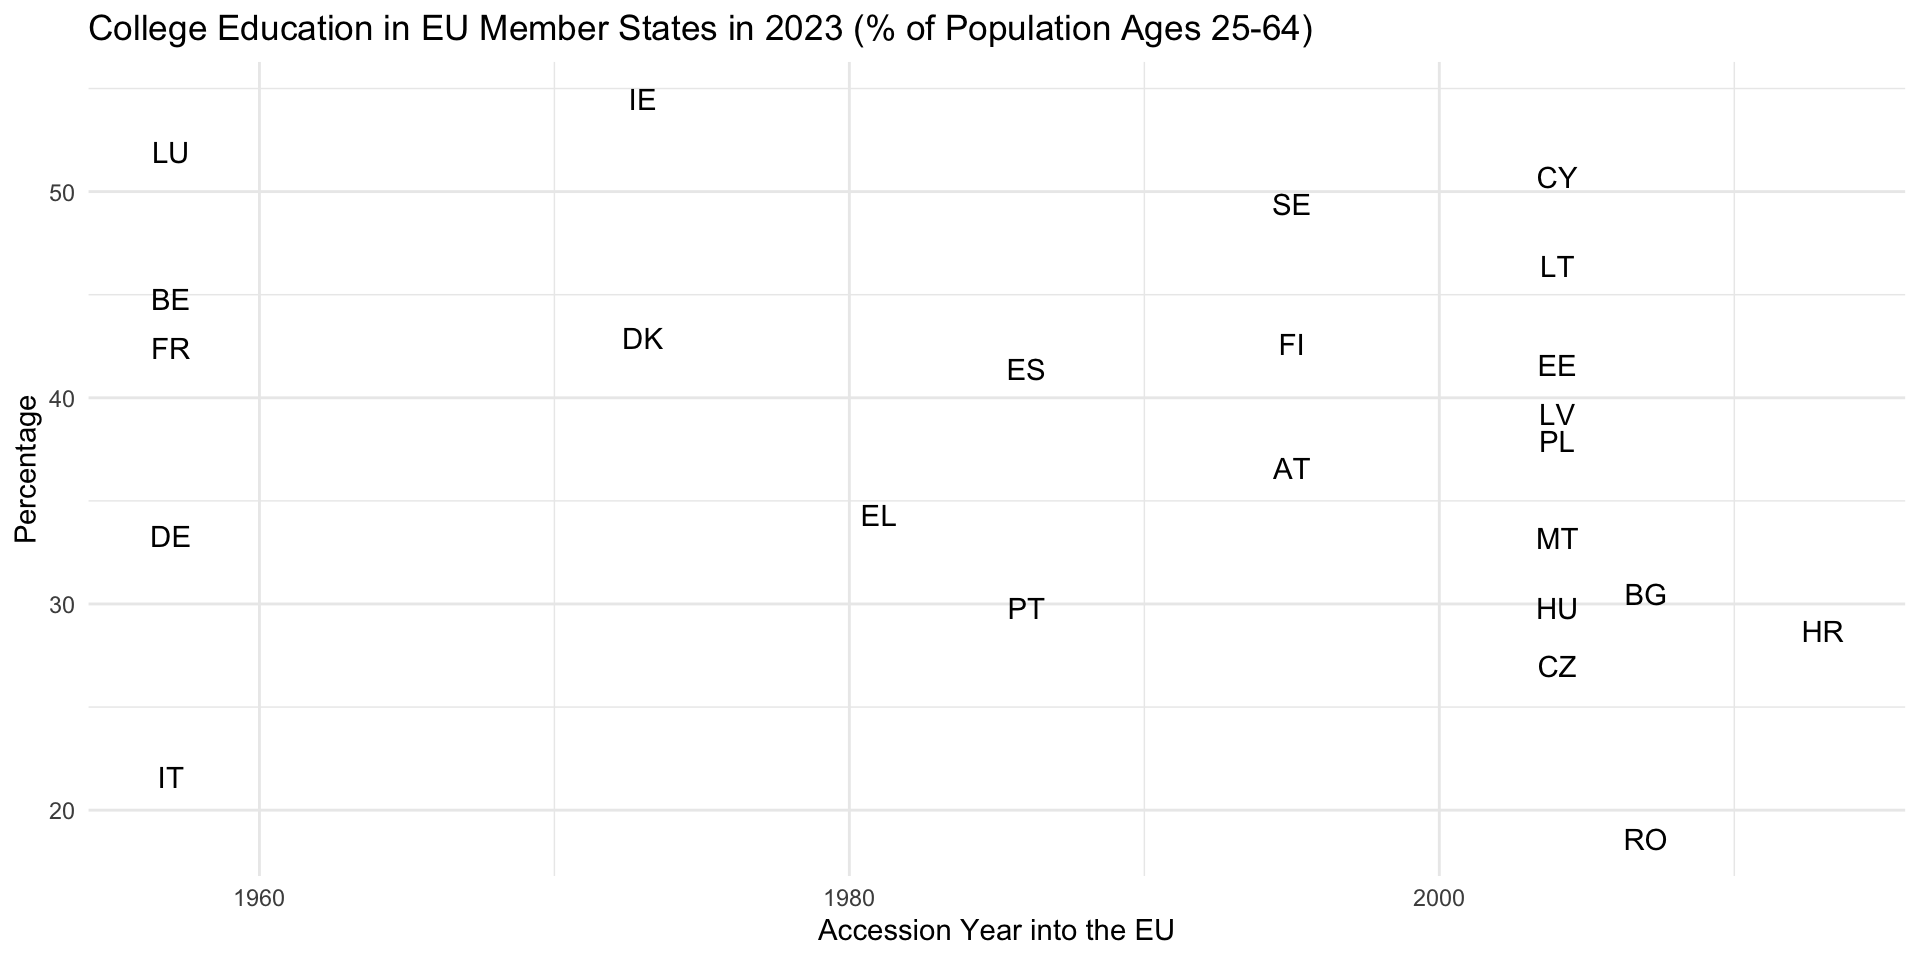 College Education in EU Member States in 2023 (% of Population Ages 25-64)
IE
LU
CY
50
SE
LT
BE
DK
FI
FR
EE
ES
40
LV
PL
AT
Percentage
EL
DE
MT
BG
30
PT
HU
HR
CZ
IT
20
RO
1960
1980
2000
Accession Year into the EU